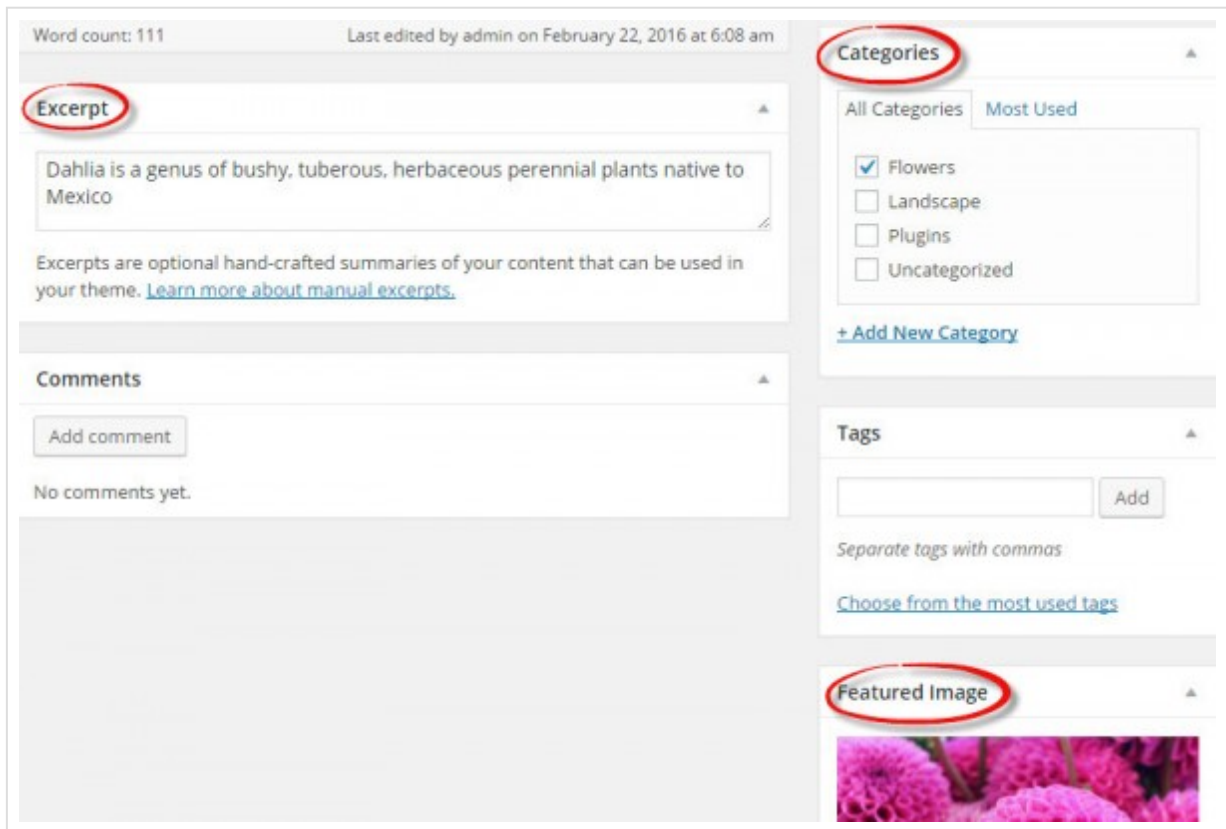 Word count: 111
Last edited by admin on February 22, 2016 at 6:08 am
Excerpt
Dahlia is a genus of bushy, tuberous, herbaceous perennial plants native to
Mexico
Excerpts are optional hand-crafted summaries of your content that can be used in
your theme. Learn more about manual excerpts.
Comments
Add comment
No comments yet.
Categories
All Categories
Most Used
Flowers
Landscape
Plugins
Uncategorized
+ Add New Category
Tags
Add
Separate tags with commas
Choose from the most used tags
Featured Image